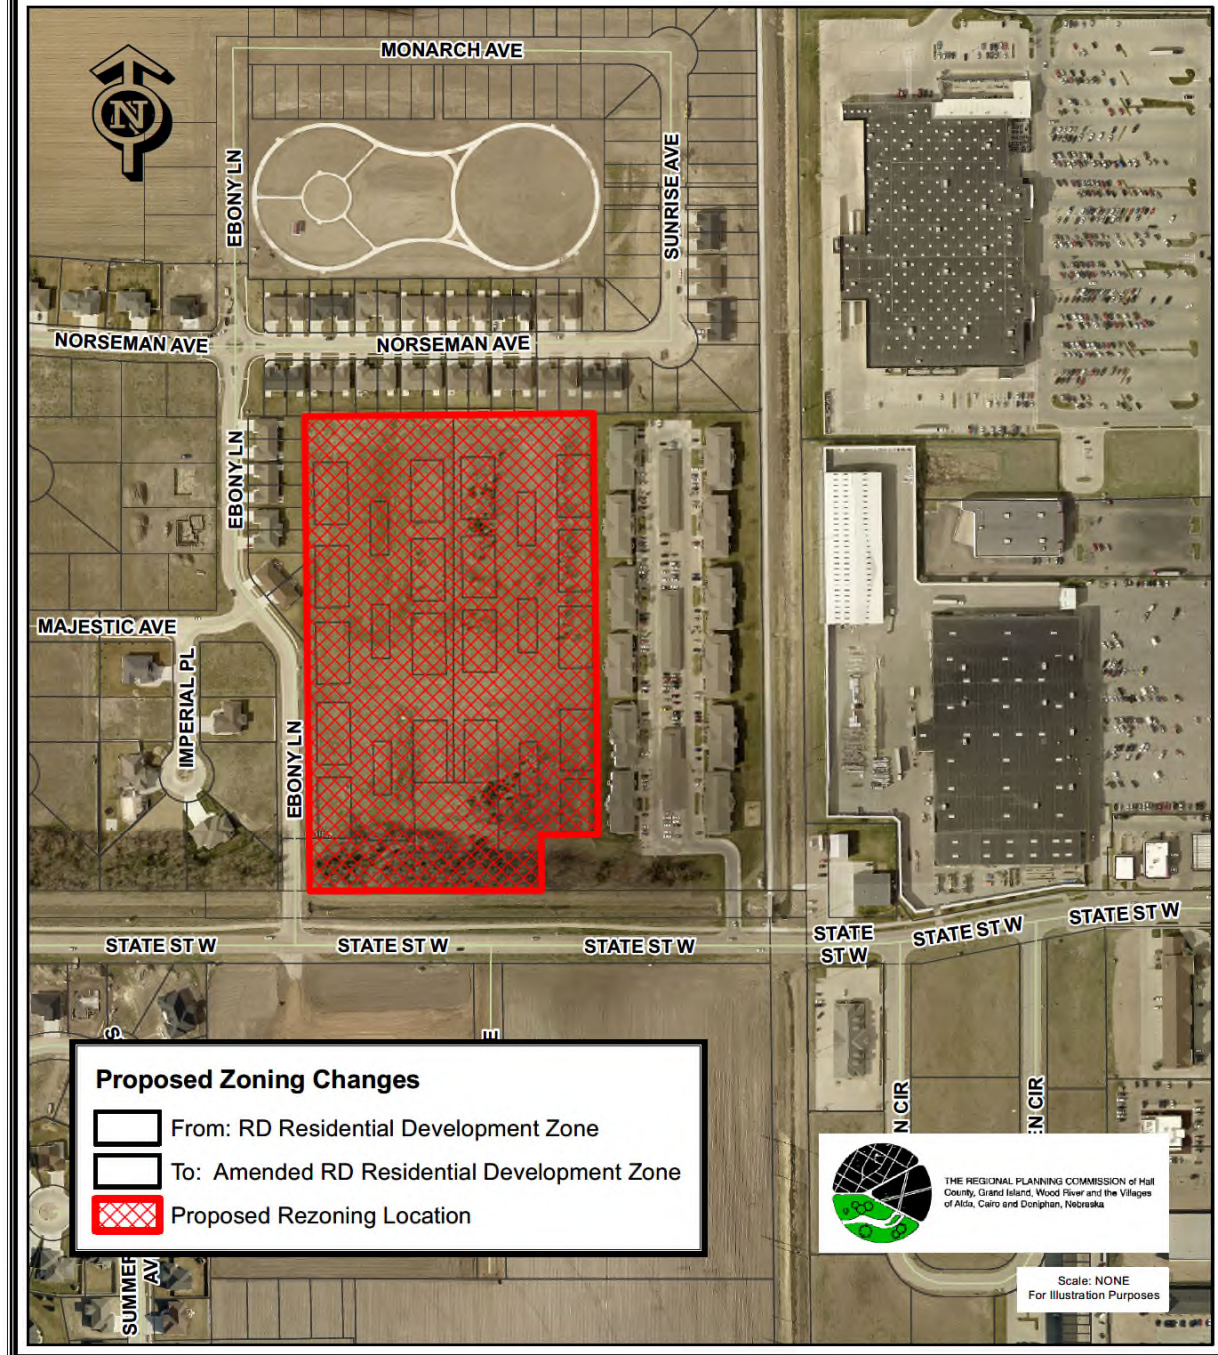 MONARCH AVE
N
EBONY LN
SUNRISE AVE
NORSEMAN AVE
NORSEMAN AVE
EBONY LN
MAJESTIC AVE
IMPERIAL PL
EBONY LN
STATE ST W
STATE ST W
STATE ST W
STATE
ST W
STATE ST W
STATE ST W
S
E
Proposed Zoning Changes
From: RD Residential Development Zone
To: Amended RD Residential Development Zone
Proposed Rezoning Location
N CIR
EN CIR
THE REGIONAL PLANNING COMMISSION of Hall
County, Grand Island, Wood River and the Villages
of Alda, Cairo and Doniphan, Nebraska
SUMMER
AV
Scale: NONE
For Illustration Purposes